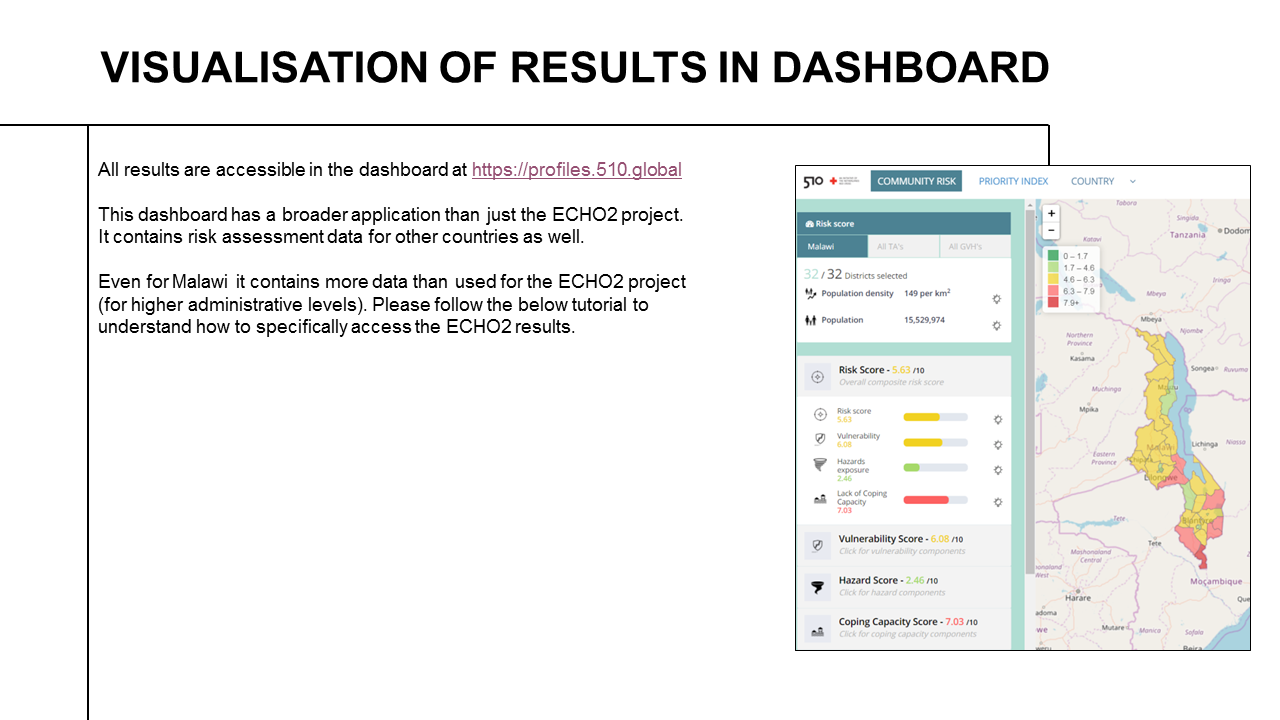 VISUALISATION OF RESULTS IN DASHBOARD
All results are accessible in the dashboard at https://profiles.510.global
This dashboard has a broader application than just the ECHO2 project.
It contains risk assessment data for other countries as well.
Even for Malawi it contains more data than used for the ECHO2 project
(for higher administrative levels). Please follow the below tutorial to
understand how to specifically access the ECHO2 results.
510 COMMUNITY RISK PRIORITY INDEX COUNTRY
Risk score
Malawi All TA's All GVH's
32 / 32 Districts selected
Population density 149 per km²
Population 15,529,974
Risk Score - 5.63 /10
Overall composite risk score
Risk score
5.63
Vulnerability
6.08
Hazards
exposure
2.46
Lack of Coping
Capacity
7.03
Vulnerability Score - 6.08 /10
Click for vulnerability components
Hazard Score - 2.46 /10
Click for hazard components
Coping Capacity Score - 7.03 /10
Click for coping capacity components
+
−
0 – 1.7
1.7 – 4.6
4.6 – 6.3
6.3 – 7.9
7.9+
Tabora
Singida
Tanzania
Dodom
Katavi
Iringa
Mbeya
Mbeya
Njombe
Northern
Province
Kasama
Songea
Ruvuma
Muchinga
Mpika
Malawi
Lichinga
Niassa
Eastern
Province
Lilongwe
Tete
Blantyre
Tete
Mashonaland
Central
honaland
West
Moçambique
Harare
Que
adoma
Mutare
Manica
Sofala
we
weru
Beira